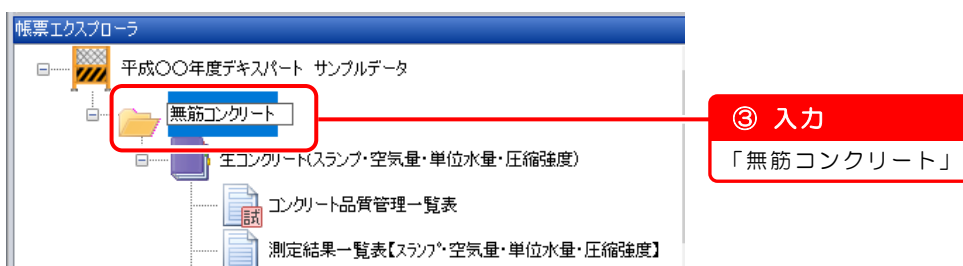 帳票エクスプローラ
平成〇〇年度デキスパート サンプルデータ
無筋コンクリート
③ 入力
「無筋コンクリート」
生コンクリート(スランプ・空気量・単位水量・圧縮強度)
コンクリート品質管理一覧表
試
測定結果一覧表【スランプ・空気量・単位水量・圧縮強度】